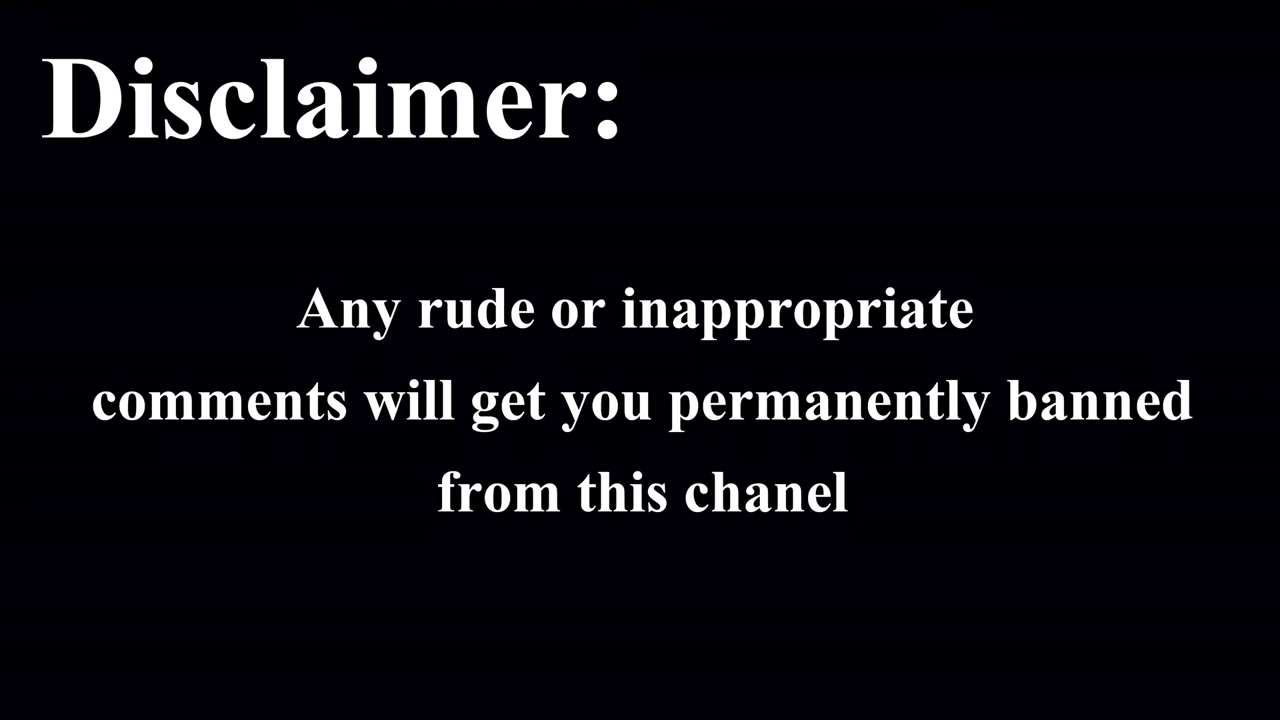 Disclaimer:
Any rude or inappropriate
comments will get you permanently banned
from this chanel